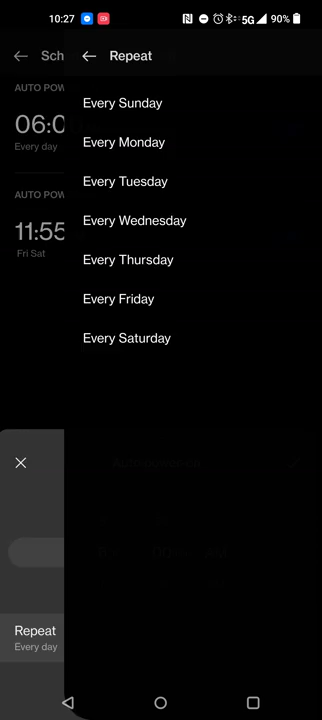 10:27
5G
90%
Sch
Repeat
AUTO POW
06:0
Every day
AUTO POW
11:55
Fri Sat
Every Sunday
Every Monday
Every Tuesday
Every Wednesday
Every Thursday
Every Friday
Every Saturday
Repeat
Every day